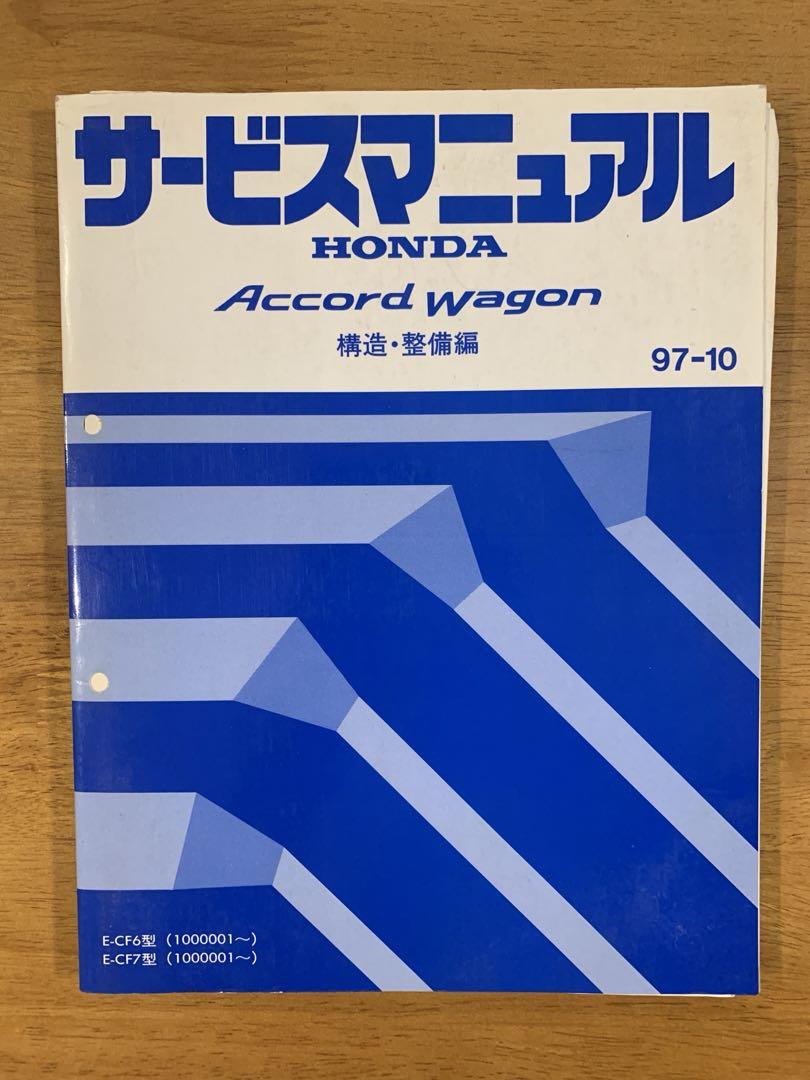 サービスマニュアル
HONDA
Accord wagon
構造・整備編
97-10
E-CF6型 (1000001～)
E-CF7型 (1000001～)